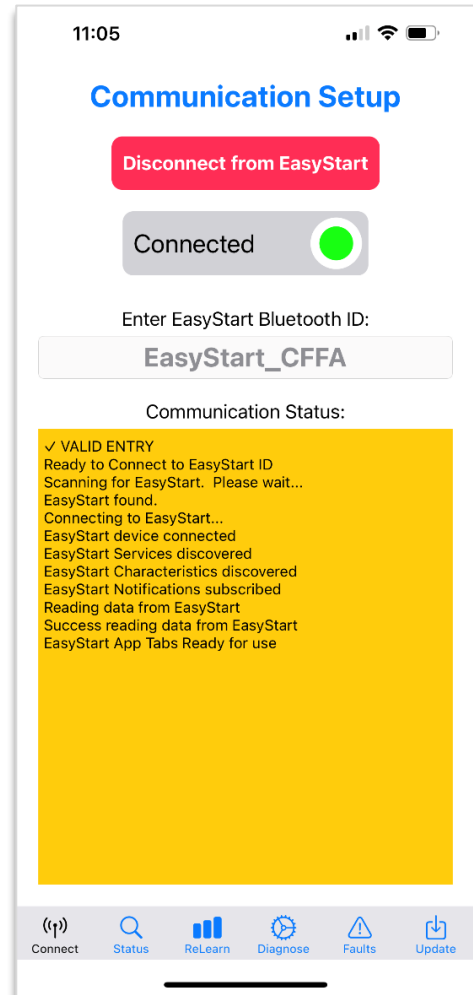 11:05
Communication Setup
Disconnect from EasyStart
Connected
Enter EasyStart Bluetooth ID:
EasyStart_CFFA
Communication Status:
✓ VALID ENTRY
Ready to Connect to EasyStart ID
Scanning for EasyStart.  Please wait...
EasyStart found.
Connecting to EasyStart...
EasyStart device connected
EasyStart Services discovered
EasyStart Characteristics discovered
EasyStart Notifications subscribed
Reading data from EasyStart
Success reading data from EasyStart
EasyStart App Tabs Ready for use
Connect Status ReLearn Diagnose Faults Update